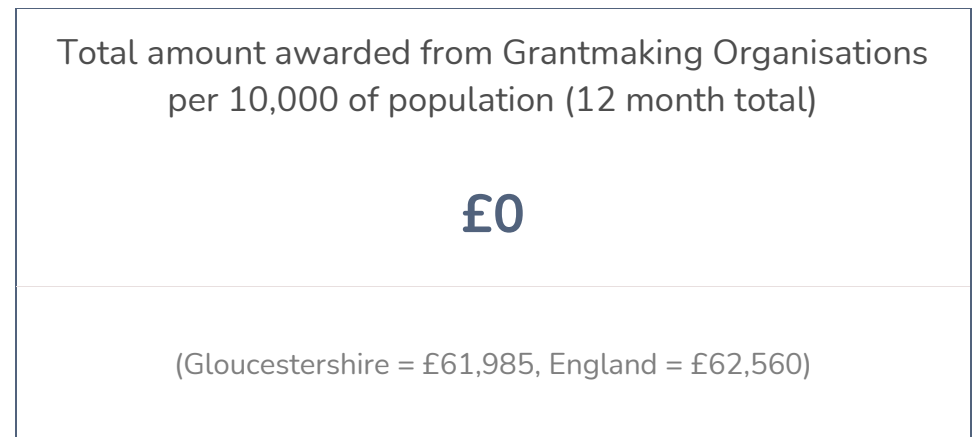 Total amount awarded from Grantmaking Organisations
per 10,000 of population (12 month total)
£0
(Gloucestershire = £61,985, England = £62,560)